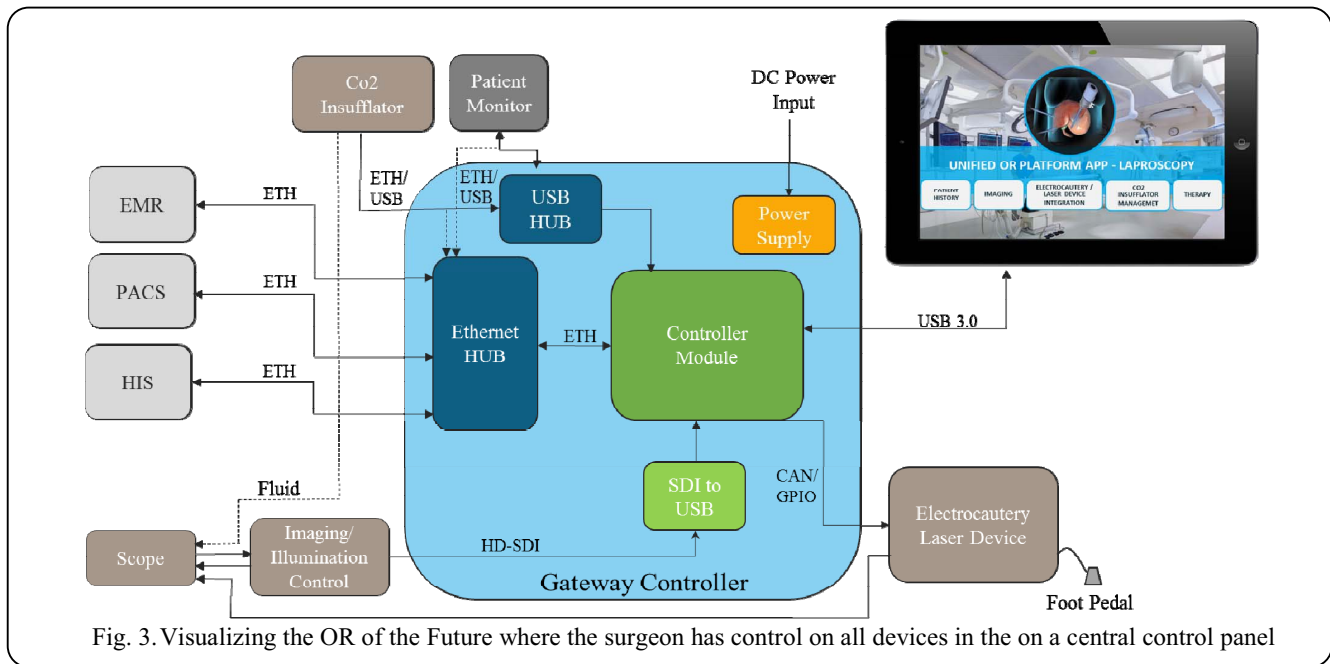 Co2
Insufflator
Patient
Monitor
DC Power
Input
UNIFIED OR PLATFORM APP - LAPROSCOPY
PATIENT
HISTORY
IMAGING
ELECTROCAUTERY /
LASER DEVICE
INTEGRATION
CO2
INSUFFLATOR
MANAGEMET
THERAPY
ETH/
USB
ETH/
USB
USB
HUB
Power
Supply
EMR
ETH
PACS
ETH
HIS
ETH
Ethernet
HUB
ETH
Controller
Module
USB 3.0
Fluid
SDI to
USB
CAN/
GPIO
Electrocautery
Laser Device
Scope
Imaging/
Illumination
Control
HD-SDI
Gateway Controller
Foot Pedal
Fig. 3. Visualizing the OR of the Future where the surgeon has control on all devices in the on a central control panel